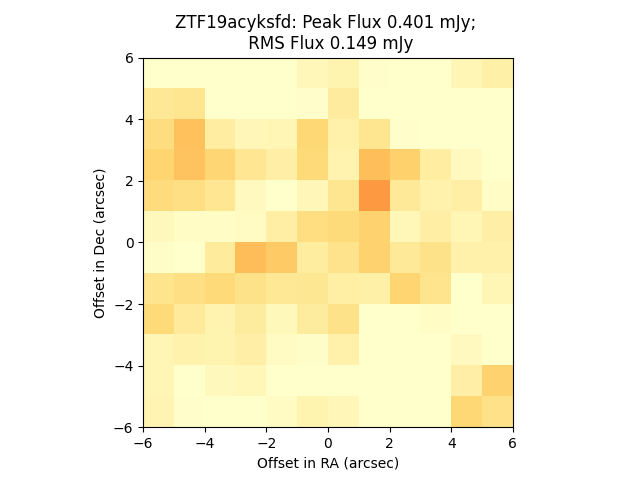 ZTF19acyksfd: Peak Flux 0.401 mJy;
RMS Flux 0.149 mJy
6
4
2
0
−2
−4
−6
Offset in Dec (arcsec)
−6 −4 −2 0 2 4 6
Offset in RA (arcsec)